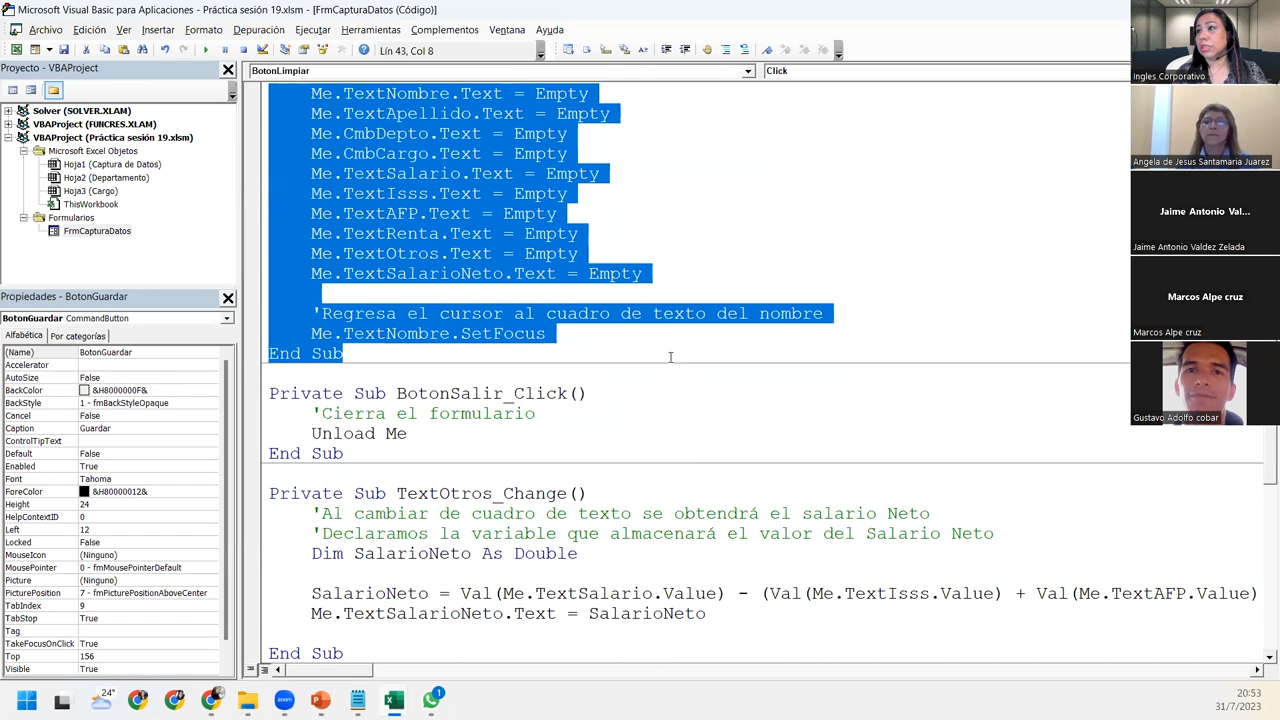 Microsoft Visual Basic para Aplicaciones - Práctica sesión 19.xlsm - [FrmCapturaDatos (Código)]
Archivo Edición Ver Insertar Formato Depuración Ejecutar Herramientas Complementos Ventana Ayuda
Lín 43, Col 8
Proyecto - VBAProject
Solver (SOLVER.XLAM)
VBAProject (FUNCRES.XLAM)
VBAProject (Práctica sesión 19.xlsm)
Microsoft Excel Objetos
Hoja1 (Captura de Datos)
Hoja2 (Departamento)
Hoja3 (Cargo)
ThisWorkbook
Formularios
FrmCapturaDatos
Propiedades - BotonGuardar
BotonGuardar CommandButton
Alfabética Por categorías
(Name) BotonGuardar
Accelerator
AutoSize False
BackColor &H8000000F&
BackStyle 1 - fmBackStyleOpaque
Cancel False
Caption Guardar
ControlTipText
Default False
Enabled True
Font Tahoma
ForeColor &H80000012&
Height 24
HelpContextID 0
Left 12
Locked False
MouseIcon (Ninguno)
MousePointer 0 - fmMousePointerDefault
Picture (Ninguno)
PicturePosition 7 - fmPicturePositionAboveCenter
TabIndex 9
TabStop True
Tag
TakeFocusOnClick True
Top 156
Visible True
BotonLimpiar Click
Me.TextNombre.Text = Empty
Me.TextApellido.Text = Empty
Me.CmbDepto.Text = Empty
Me.CmbCargo.Text = Empty
Me.TextSalario.Text = Empty
Me.TextIsss.Text = Empty
Me.TextAFP.Text = Empty
Me.TextRenta.Text = Empty
Me.TextOtros.Text = Empty
Me.TextSalarioNeto.Text = Empty
'Regresa el cursor al cuadro de texto del nombre
Me.TextNombre.SetFocus
End Sub
Private Sub BotonSalir_Click()
'Cierra el formulario
Unload Me
End Sub
Private Sub TextOtros_Change()
'Al cambiar de cuadro de texto se obtendrá el salario Neto
'Declaramos la variable que almacenará el valor del Salario Neto
Dim SalarioNeto As Double
SalarioNeto = Val(Me.TextSalario.Value) - (Val(Me.TextIsss.Value) + Val(Me.TextAFP.Value)
Me.TextSalarioNeto.Text = SalarioNeto
End Sub
Ingles Corporativo
Angela de Jesus Santamaria Juarez
Jaime Antonio Val...
Jaime Antonio Valdez Zelada
Marcos Alpe cruz
Marcos Alpe cruz
Gustavo Adolfo cobar
24°
zoom
1
20:53
31/7/2023